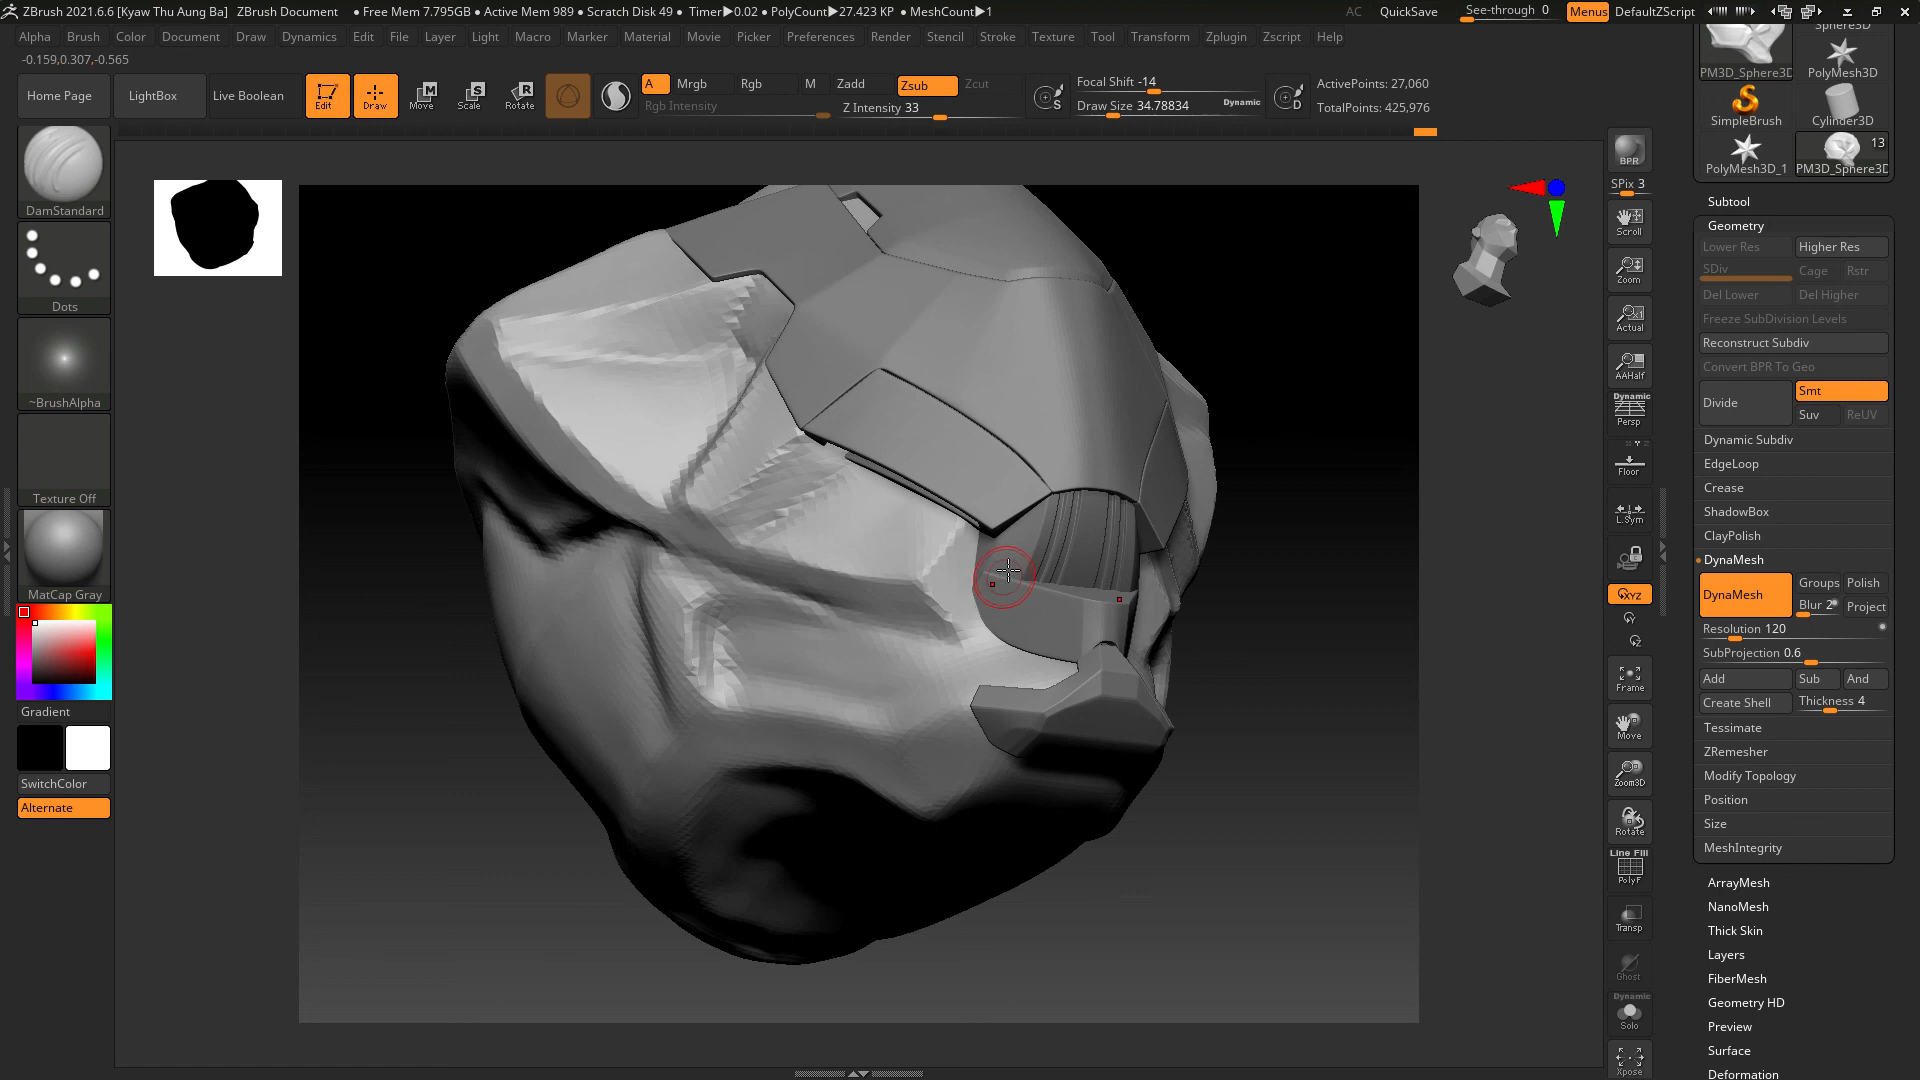 ZBrush 2021.6.6 [Kyaw Thu Aung Ba] ZBrush Document • Free Mem 7.795GB • Active Mem 989 • Scratch Disk 49 • Timer▶0.02 • PolyCount▶27.423 KP • MeshCount▶1 AC QuickSave See-through 0 Menus DefaultZScript
Alpha Brush Color Document Draw Dynamics Edit File Layer Light Macro Marker Material Movie Picker Preferences Render Stencil Stroke Texture Tool Transform Zplugin Zscript Help
-0.159,0.307,-0.565
Home Page LightBox Live Boolean Edit Draw Move Scale Rotate
A Mrgb Rgb M Zadd Zsub Zcut
Rgb Intensity Z Intensity 33
Focal Shift -14
Draw Size 34.78834 Dynamic
S D
ActivePoints: 27,060
TotalPoints: 425,976
DamStandard
Dots
~BrushAlpha
Texture Off
MatCap Gray
Gradient
SwitchColor
Alternate
BPR
SPix 3
Scroll
Zoom
Actual
AAHalf
Dynamic
Persp
Floor
L.Sym
XYZ
Frame
Move
Zoom3D
Rotate
Line Fill
PolyF
Transp
Ghost
Dynamic
Solo
Xpose
Sphere3D
PM3D_Sphere3D PolyMesh3D
SimpleBrush Cylinder3D
13
PolyMesh3D_1 PM3D_Sphere3D
Subtool
Geometry
Lower Res Higher Res
SDiv Cage Rstr
Del Lower Del Higher
Freeze SubDivision Levels
Reconstruct Subdiv
Convert BPR To Geo
Divide Smt
Suv ReUV
Dynamic Subdiv
EdgeLoop
Crease
ShadowBox
ClayPolish
DynaMesh
DynaMesh Groups Polish
Blur 2 Project
Resolution 120
SubProjection 0.6
Add Sub And
Create Shell Thickness 4
Tessimate
ZRemesher
Modify Topology
Position
Size
MeshIntegrity
ArrayMesh
NanoMesh
Thick Skin
Layers
FiberMesh
Geometry HD
Preview
Surface
Deformation